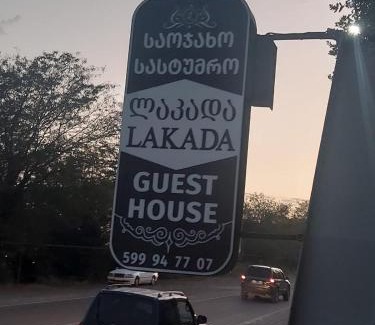 საოჯახო
სასტუმრო
ლაკადა
LAKADA
GUEST
HOUSE
599 94 77 07